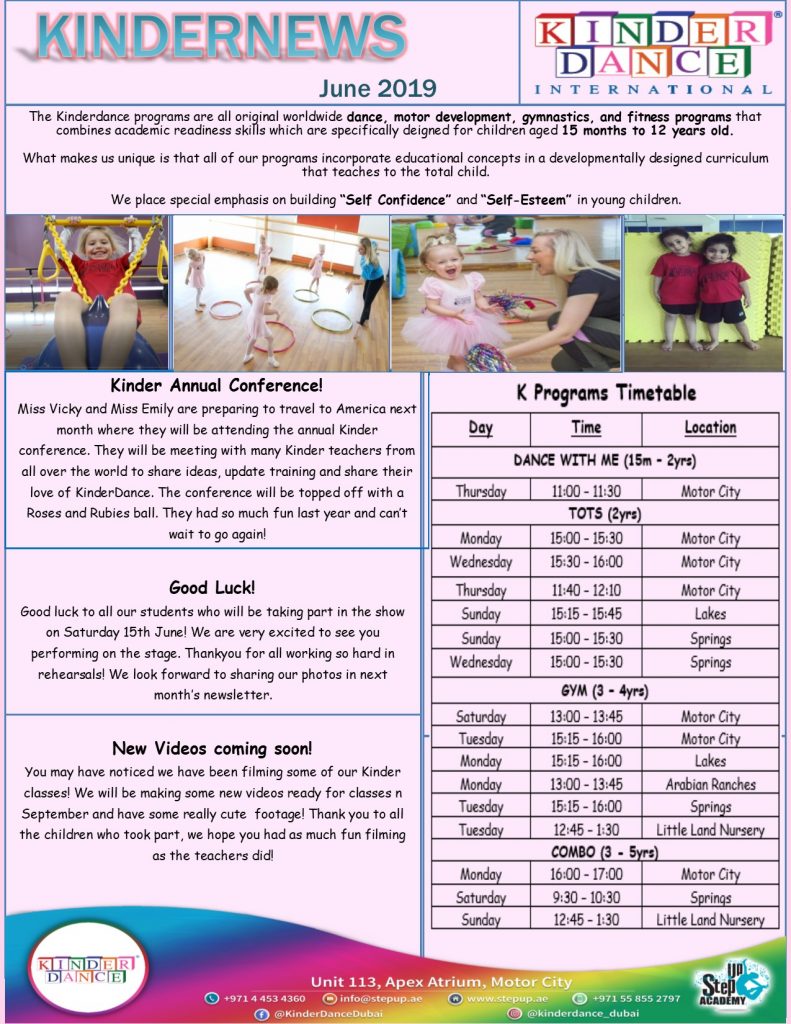 KINDERNEWS
June 2019
KINDER
DANCE
INTERNATIONAL
®
The Kinderdance programs are all original worldwide dance, motor development, gymnastics, and fitness programs that
combines academic readiness skills which are specifically deigned for children aged 15 months to 12 years old.
What makes us unique is that all of our programs incorporate educational concepts in a developmentally designed curriculum
that teaches to the total child.
We place special emphasis on building “Self Confidence” and “Self-Esteem” in young children.
Kinder Annual Conference!
Miss Vicky and Miss Emily are preparing to travel to America next
month where they will be attending the annual Kinder
conference. They will be meeting with many Kinder teachers from
all over the world to share ideas, update training and share their
love of KinderDance. The conference will be topped off with a
Roses and Rubies ball. They had so much fun last year and can’t
wait to go again!
Good Luck!
Good luck to all our students who will be taking part in the show
on Saturday 15th June! We are very excited to see you
performing on the stage. Thankyou for all working so hard in
rehearsals! We look forward to sharing our photos in next
month’s newsletter.
New Videos coming soon!
You may have noticed we have been filming some of our Kinder
classes! We will be making some new videos ready for classes n
September and have some really cute footage! Thank you to all
the children who took part, we hope you had as much fun filming
as the teachers did!
K Programs Timetable
Day Time Location
DANCE WITH ME (15m - 2yrs)
Thursday 11:00 - 11:30 Motor City
TOTS (2yrs)
Monday 15:00 - 15:30 Motor City
Wednesday 15:30 - 16:00 Motor City
Thursday 11:40 - 12:10 Motor City
Sunday 15:15 - 15:45 Lakes
Sunday 15:00 - 15:30 Springs
Wednesday 15:00 - 15:30 Springs
GYM (3 - 4yrs)
Saturday 13:00 - 13:45 Motor City
Tuesday 15:15 - 16:00 Motor City
Monday 15:15 - 16:00 Lakes
Monday 13:00 - 13:45 Arabian Ranches
Tuesday 15:15 - 16:00 Springs
Tuesday 12:45 - 1:30 Little Land Nursery
COMBO (3 - 5yrs)
Monday 16:00 - 17:00 Motor City
Saturday 9:30 - 10:30 Springs
Sunday 12:45 - 1:30 Little Land Nursery
KINDER
DANCE
Unit 113, Apex Atrium, Motor City
+971 4 453 4360 info@stepup.ae www.stepup.ae +971 55 855 2797
@KinderDanceDubai @kinderdance_dubai
Step Up
ACADEMY